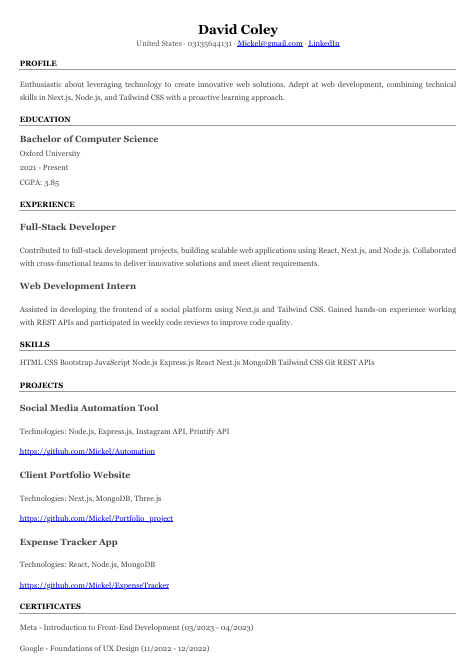 David Coley
United States · 03135644131 · Mickel@gmail.com · LinkedIn
PROFILE
Enthusiastic about leveraging technology to create innovative web solutions. Adept at web development, combining technical
skills in Next.js, Node.js, and Tailwind CSS with a proactive learning approach.
EDUCATION
Bachelor of Computer Science
Oxford University
2021 - Present
CGPA: 3.85
EXPERIENCE
Full-Stack Developer
Contributed to full-stack development projects, building scalable web applications using React, Next.js, and Node.js. Collaborated
with cross-functional teams to deliver innovative solutions and meet client requirements.
Web Development Intern
Assisted in developing the frontend of a social platform using Next.js and Tailwind CSS. Gained hands-on experience working
with REST APIs and participated in weekly code reviews to improve code quality.
SKILLS
HTML CSS Bootstrap JavaScript Node.js Express.js React Next.js MongoDB Tailwind CSS Git REST APIs
PROJECTS
Social Media Automation Tool
Technologies: Node.js, Express.js, Instagram API, Printify API
https://github.com/Mickel/Automation
Client Portfolio Website
Technologies: Next.js, MongoDB, Three.js
https://github.com/Mickel/Portfolio_project
Expense Tracker App
Technologies: React, Node.js, MongoDB
https://github.com/Mickel/ExpenseTracker
CERTIFICATES
Meta - Introduction to Front-End Development (03/2023 - 04/2023)
Google - Foundations of UX Design (11/2022 - 12/2022)